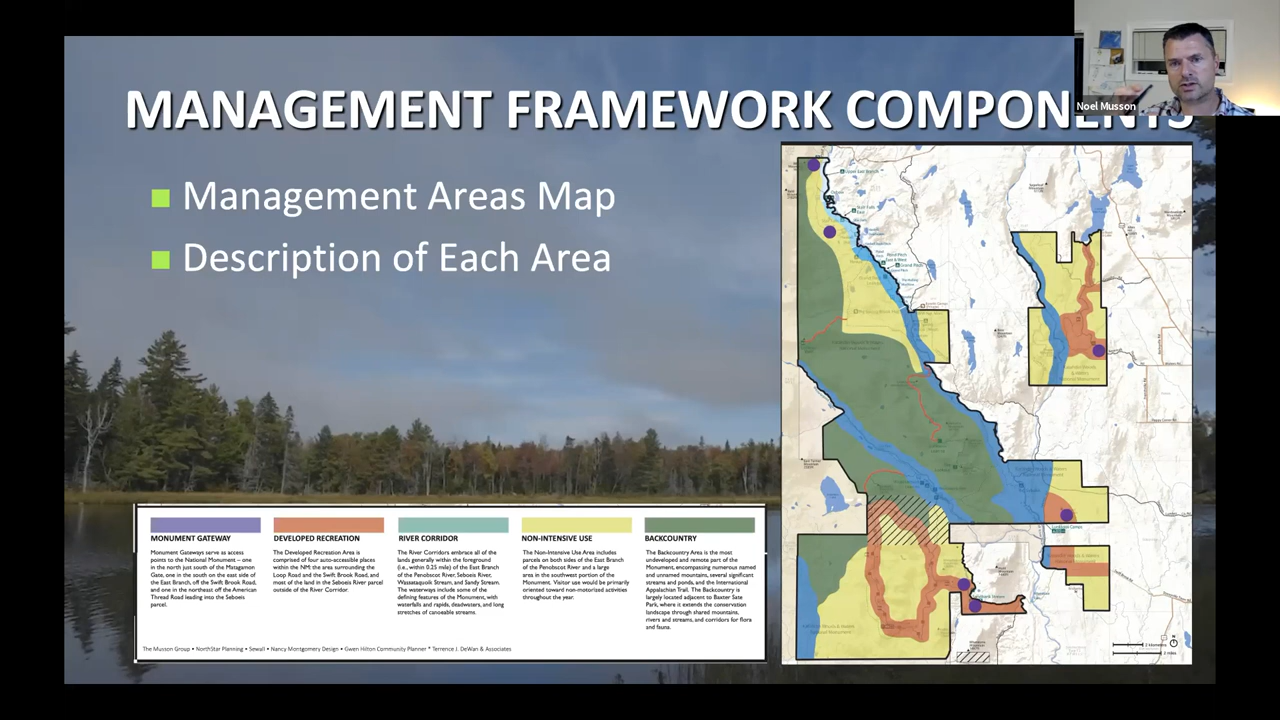 MANAGEMENT FRAMEWORK COMPONENTS
Noel Musson
Management Areas Map
Description of Each Area
MONUMENT GATEWAY
Monument Gateways serve as access
points to the National Monument – one
in the north just south of the Matagamon
Gate, one in the south on the east side of
the East Branch, off the Swift Brook Road,
and one in the northeast off the American
Thread Road leading into the Seboeis
parcel.
DEVELOPED RECREATION
The Developed Recreation Area is
comprised of four auto-accessible places
within the NM: the area surrounding the
Loop Road and the Swift Brook Road, and
most of the land in the Seboeis River parcel
outside of the River Corridor.
RIVER CORRIDOR
The River Corridors embrace all of the
lands generally within the foreground
(i.e., within 0.25 mile) of the East Branch
of the Penobscot River, Seboeis River,
Wassataquoik Stream, and Sandy Stream.
The waterways include some of the
defining features of the Monument, with
waterfalls and rapids, deadwaters, and long
stretches of canoeable streams.
NON-INTENSIVE USE
The Non-Intensive Use Area includes
parcels on both sides of the East Branch
of the Penobscot River and a large
area in the southwest portion of the
Monument. Visitor use would be primarily
oriented toward non-motorized activities
throughout the year.
BACKCOUNTRY
The Backcountry Area is the most
undeveloped and remote part of the
Monument, encompassing numerous named
and unnamed mountains, several significant
streams and ponds, and the International
Appalachian Trail. The Backcountry is
largely located adjacent to Baxter Sate
Park, where it extends the conservation
landscape through shared mountains,
rivers and streams, and corridors for flora
and fauna.
The Musson Group • NorthStar Planning • Sewall • Nancy Montgomery Design • Gwen Hilton Community Planner * Terrence J. DeWan & Associates